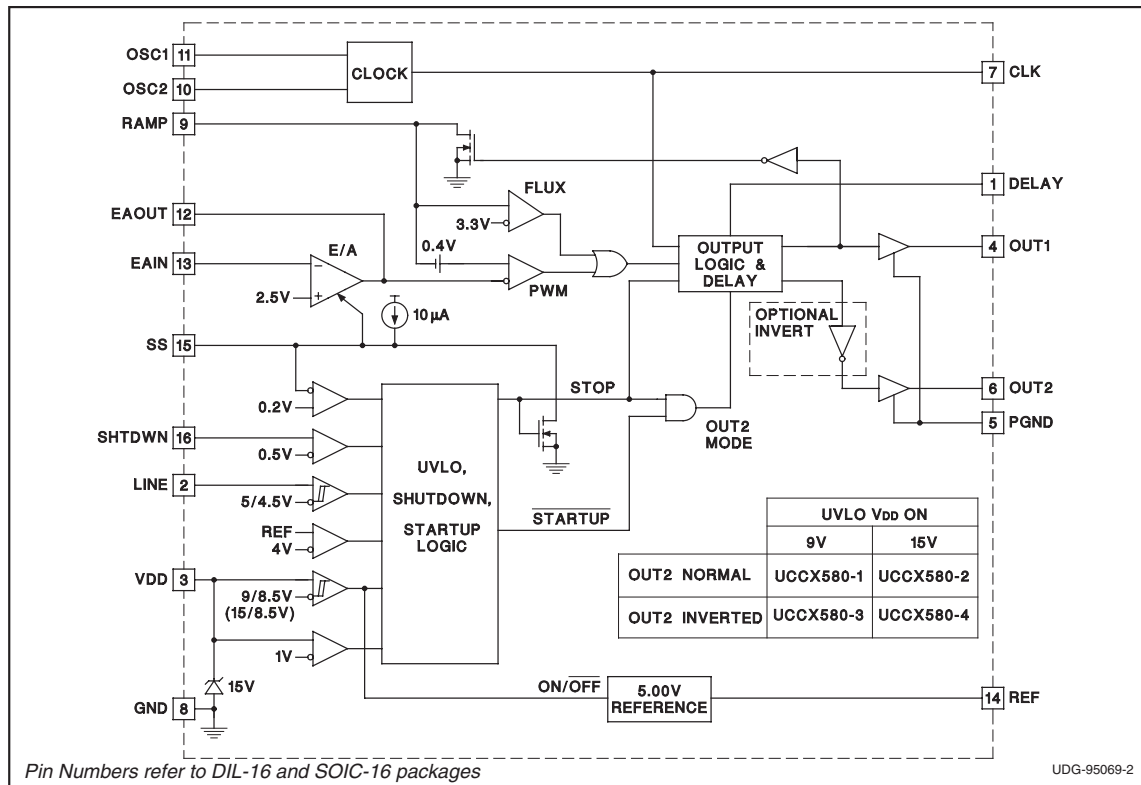 OSC1 11
CLOCK
7 CLK
OSC2 10
RAMP 9
FLUX
1 DELAY
EAOUT 12
3.3V
0.4V
OUTPUT
LOGIC &
DELAY
4 OUT1
E/A
EAIN 13
−
PWM
2.5V
+
10 µA
OPTIONAL
INVERT
SS 15
STOP
6 OUT2
0.2V
5 PGND
SHTDWN 16
OUT2
MODE
0.5V
UVLO,
SHUTDOWN,
STARTUP
LOGIC
LINE 2
5/4.5V
STARTUP
REF
4V
UVLO VDD ON
9V 15V
VDD 3
OUT2 NORMAL UCCX580-1 UCCX580-2
9/8.5V
(15/8.5V)
OUT2 INVERTED UCCX580-3 UCCX580-4
1V
15V
ON/OFF
5.00V
REFERENCE
14 REF
GND 8
Pin Numbers refer to DIL-16 and SOIC-16 packages
UDG-95069-2